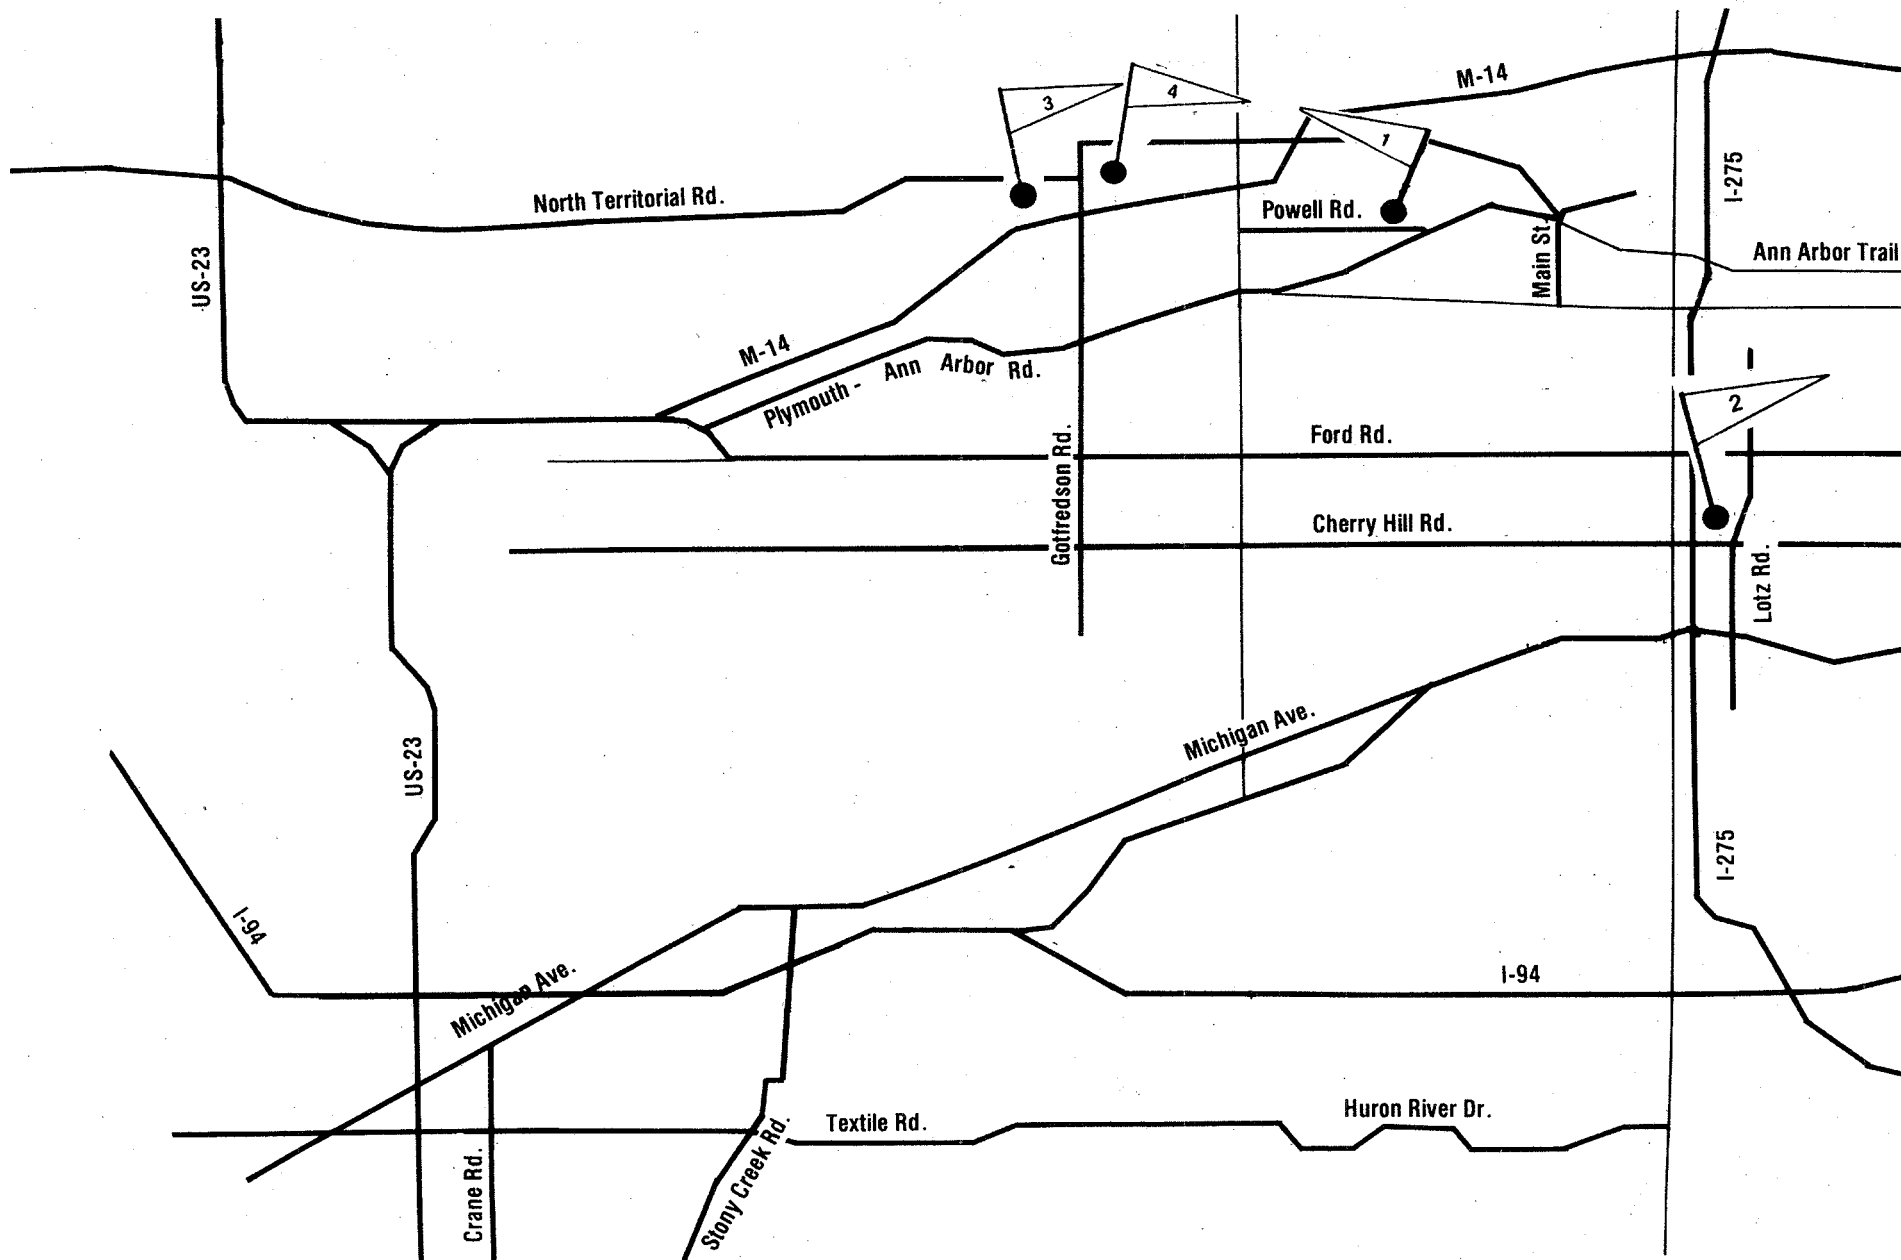 M-14
3
4
1
I-275
North Territorial Rd.
Powell Rd.
Main St.
Ann Arbor Trail
US-23
M-14
Plymouth - Ann Arbor Rd.
2
Ford Rd.
Gotfredson Rd.
Cherry Hill Rd.
Lotz Rd.
Michigan Ave.
US-23
I-275
I-94
Michigan Ave.
I-94
Huron River Dr.
Textile Rd.
Crane Rd.
Stony Creek Rd.